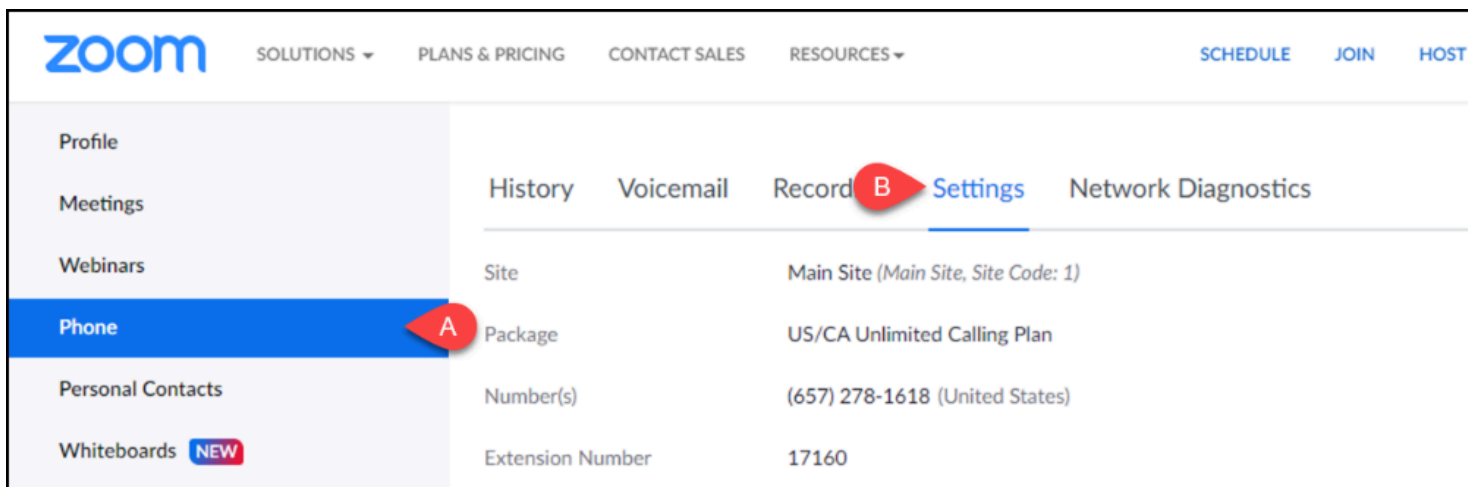 zoom SOLUTIONS PLANS & PRICING CONTACT SALES RESOURCES SCHEDULE JOIN HOST
Profile
Meetings
Webinars
Phone A
Personal Contacts
Whiteboards NEW
History Voicemail Record B Settings Network Diagnostics
Site Main Site (Main Site, Site Code: 1)
Package US/CA Unlimited Calling Plan
Number(s) (657) 278-1618 (United States)
Extension Number 17160